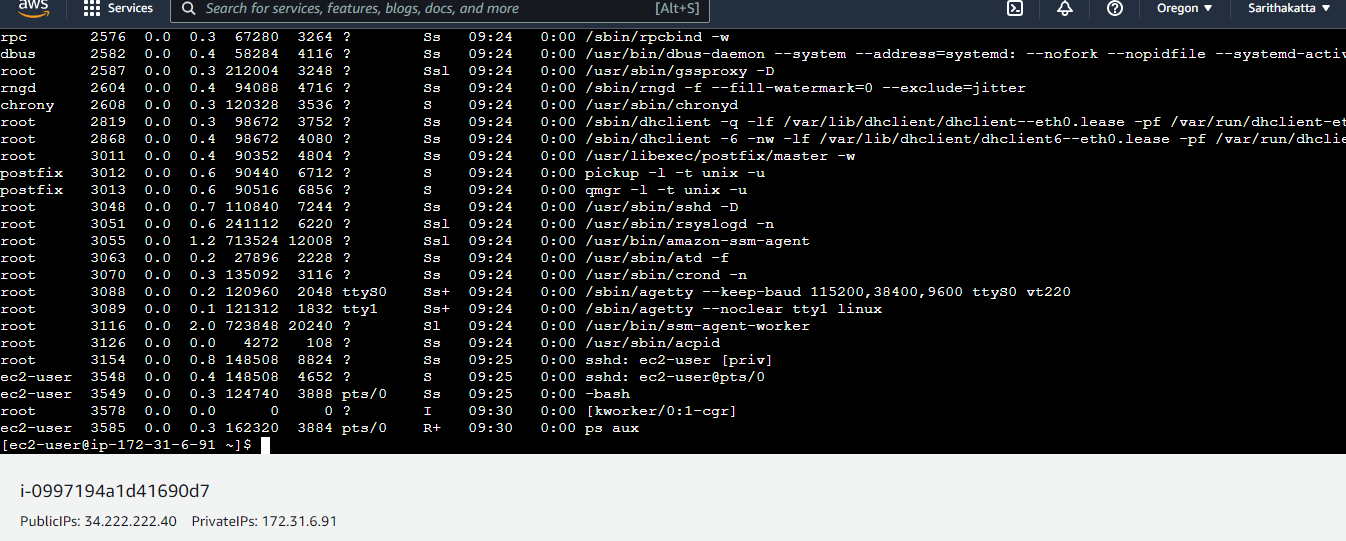 aws Services Search for services, features, blogs, docs, and more [Alt+S] Oregon ▼ Sarithakatta ▼
rpc 2576 0.0 0.3 67280 3264 ? Ss 09:24 0:00 /sbin/rpcbind -w
dbus 2582 0.0 0.4 58284 4116 ? Ss 09:24 0:00 /usr/bin/dbus-daemon --system --address=systemd: --nofork --nopidfile --systemd-activ
root 2587 0.0 0.3 212004 3248 ? Ssl 09:24 0:00 /usr/sbin/gssproxy -D
rngd 2604 0.0 0.4 94088 4716 ? Ss 09:24 0:00 /sbin/rngd -f --fill-watermark=0 --exclude=jitter
chrony 2608 0.0 0.3 120328 3536 ? S 09:24 0:00 /usr/sbin/chronyd
root 2819 0.0 0.3 98672 3752 ? Ss 09:24 0:00 /sbin/dhclient -q -lf /var/lib/dhclient/dhclient--eth0.lease -pf /var/run/dhclient-et
root 2868 0.0 0.4 98672 4080 ? Ss 09:24 0:00 /sbin/dhclient -6 -nw -lf /var/lib/dhclient/dhclient6--eth0.lease -pf /var/run/dhclie
root 3011 0.0 0.4 90352 4804 ? Ss 09:24 0:00 /usr/libexec/postfix/master -w
postfix 3012 0.0 0.6 90440 6712 ? S 09:24 0:00 pickup -l -t unix -u
postfix 3013 0.0 0.6 90516 6856 ? S 09:24 0:00 qmgr -l -t unix -u
root 3048 0.0 0.7 110840 7244 ? Ss 09:24 0:00 /usr/sbin/sshd -D
root 3051 0.0 0.6 241112 6220 ? Ssl 09:24 0:00 /usr/sbin/rsyslogd -n
root 3055 0.0 1.2 713524 12008 ? Ssl 09:24 0:00 /usr/bin/amazon-ssm-agent
root 3063 0.0 0.2 27896 2228 ? Ss 09:24 0:00 /usr/sbin/atd -f
root 3070 0.0 0.3 135092 3116 ? Ss 09:24 0:00 /usr/sbin/crond -n
root 3088 0.0 0.2 120960 2048 ttyS0 Ss+ 09:24 0:00 /sbin/agetty --keep-baud 115200,38400,9600 ttyS0 vt220
root 3089 0.0 0.1 121312 1832 tty1 Ss+ 09:24 0:00 /sbin/agetty --noclear tty1 linux
root 3116 0.0 2.0 723848 20240 ? Sl 09:24 0:00 /usr/bin/ssm-agent-worker
root 3126 0.0 0.0 4272 108 ? Ss 09:24 0:00 /usr/sbin/acpid
root 3154 0.0 0.8 148508 8824 ? Ss 09:25 0:00 sshd: ec2-user [priv]
ec2-user 3548 0.0 0.4 148508 4652 ? S 09:25 0:00 sshd: ec2-user@pts/0
ec2-user 3549 0.0 0.3 124740 3888 pts/0 Ss 09:25 0:00 -bash
root 3578 0.0 0.0 0 0 ? I 09:30 0:00 [kworker/0:1-cgr]
ec2-user 3585 0.0 0.3 162320 3884 pts/0 R+ 09:30 0:00 ps aux
[ec2-user@ip-172-31-6-91 ~]$
i-0997194a1d41690d7
PublicIPs: 34.222.222.40 PrivateIPs: 172.31.6.91